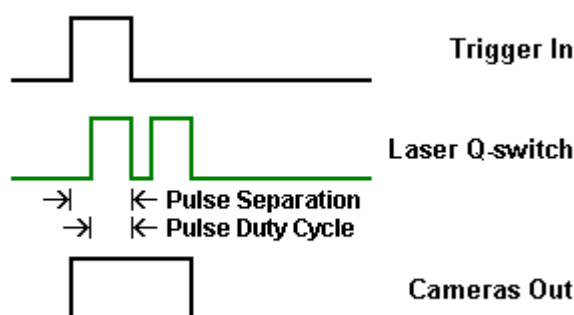 Trigger In
Laser Q-switch
Pulse Separation
Pulse Duty Cycle
Cameras Out